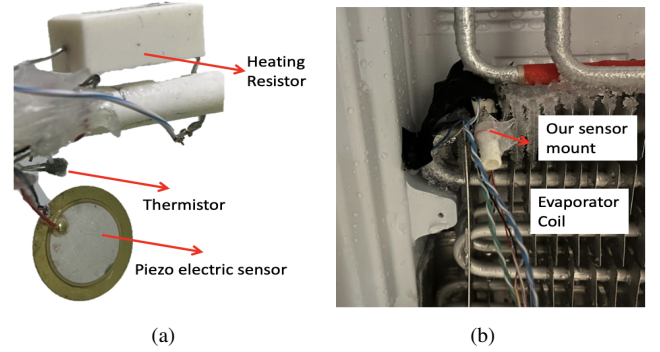 Heating
Resistor
Thermistor
Piezo electric sensor
(a)
Our sensor
mount
Evaporator
Coil
(b)